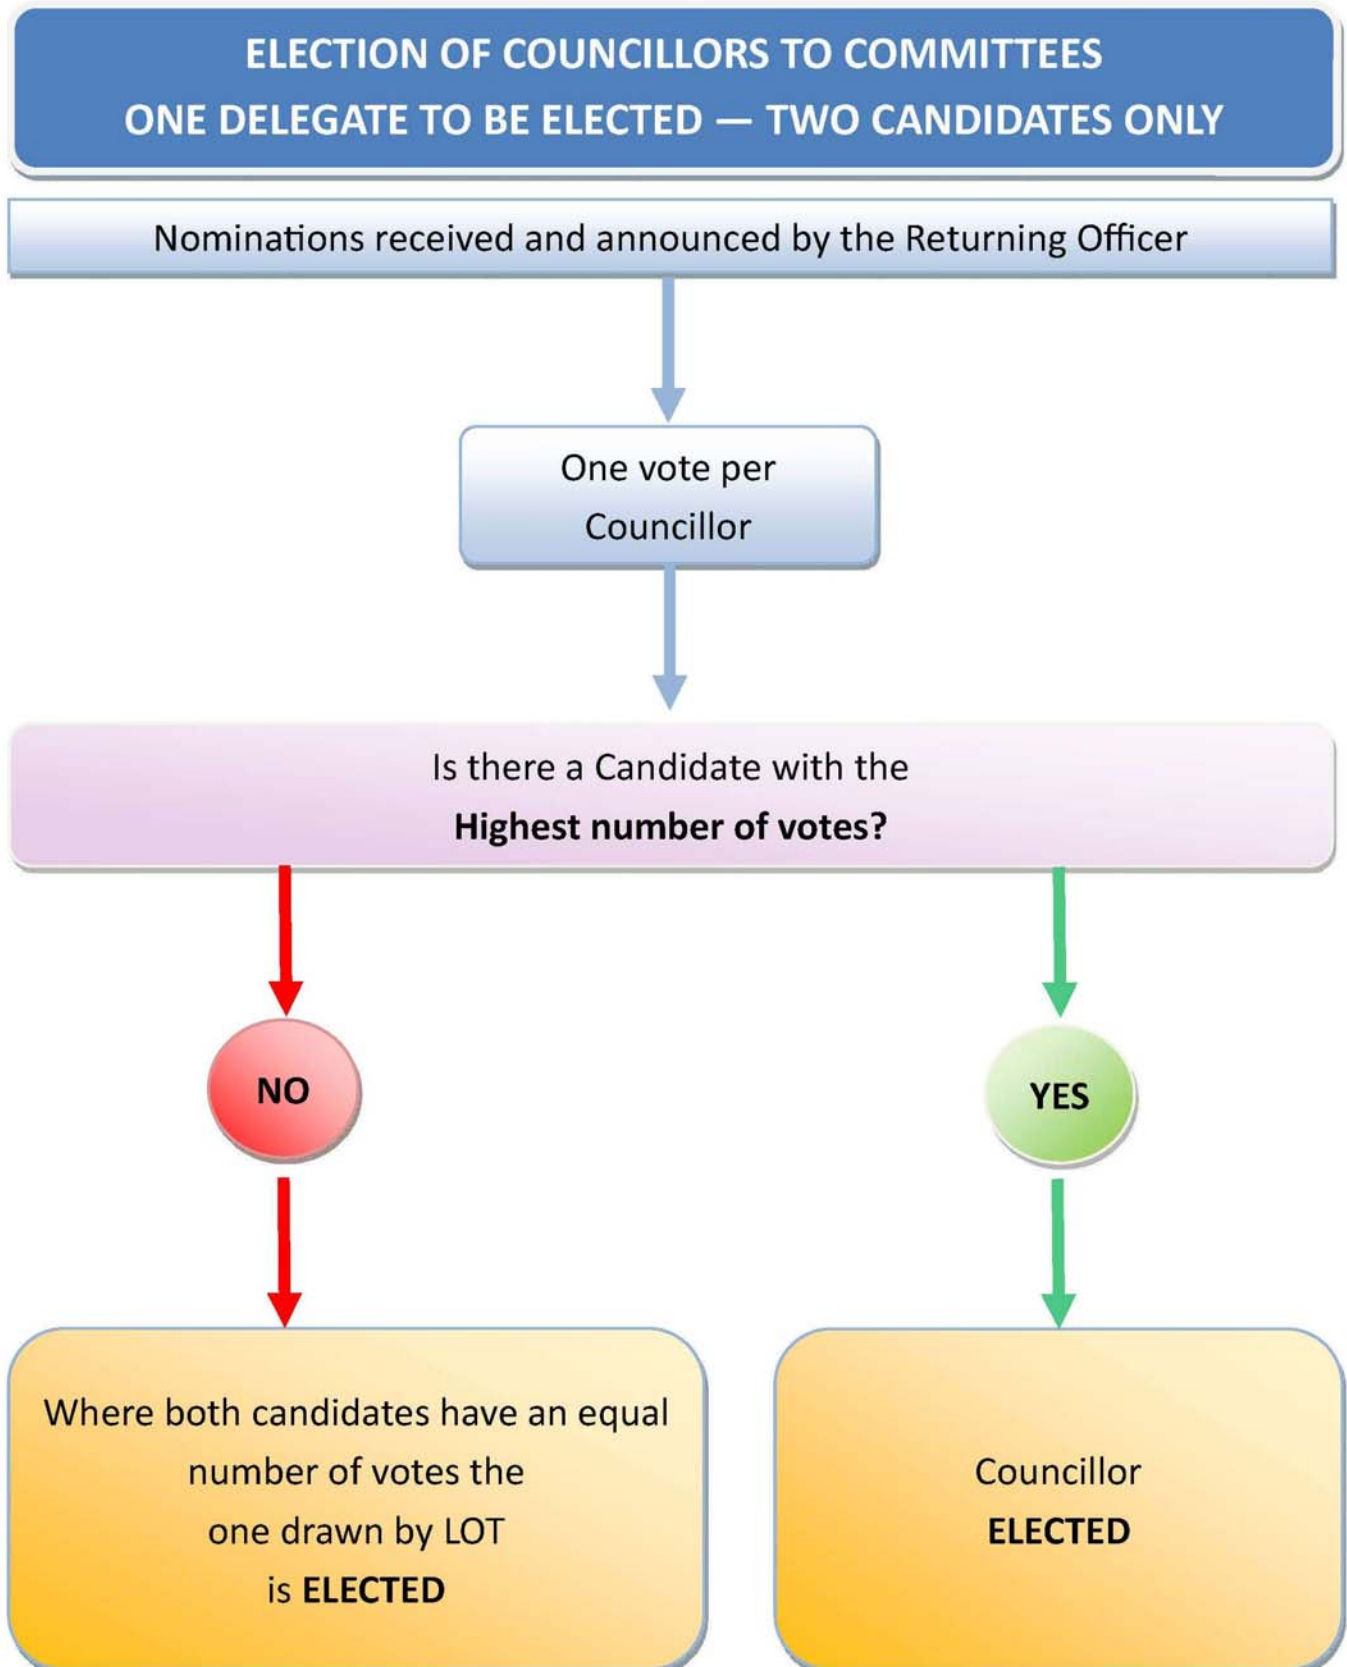 ELECTION OF COUNCILLORS TO COMMITTEES
ONE DELEGATE TO BE ELECTED — TWO CANDIDATES ONLY
Nominations received and announced by the Returning Officer
One vote per
Councillor
Is there a Candidate with the
Highest number of votes?
NO
YES
Where both candidates have an equal
number of votes the
one drawn by LOT
is ELECTED
Councillor
ELECTED